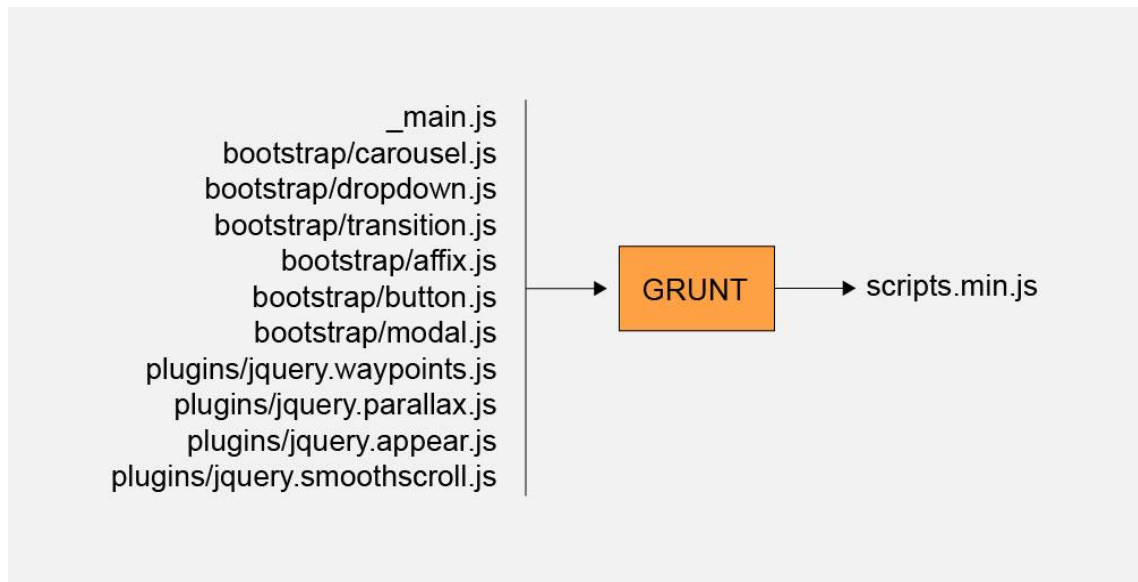 _main.js
bootstrap/carousel.js
bootstrap/dropdown.js
bootstrap/transition.js
bootstrap/affix.js
bootstrap/button.js
bootstrap/modal.js
plugins/jquery.waypoints.js
plugins/jquery.parallax.js
plugins/jquery.appear.js
plugins/jquery.smoothscroll.js
GRUNT
scripts.min.js